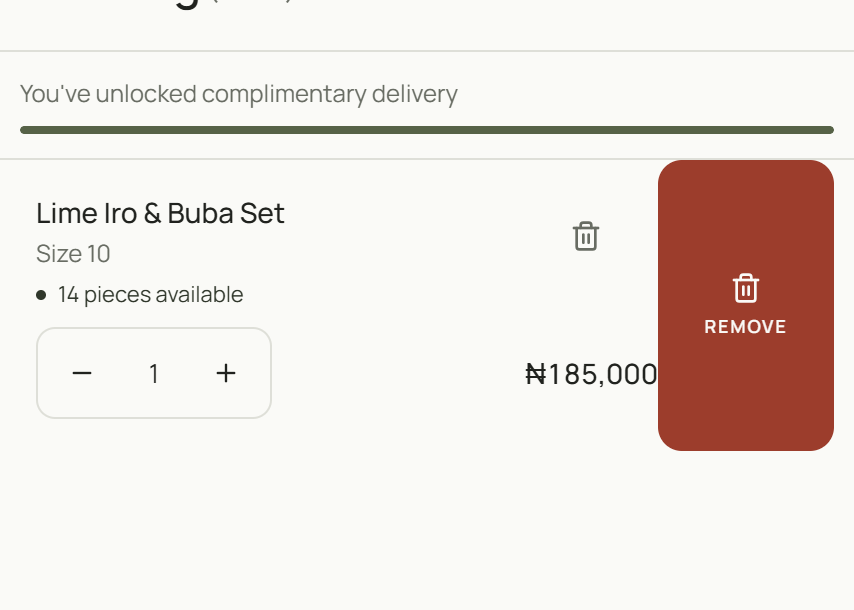 You've unlocked complimentary delivery
Lime Iro & Buba Set
Size 10
14 pieces available
1
₦185,000
REMOVE